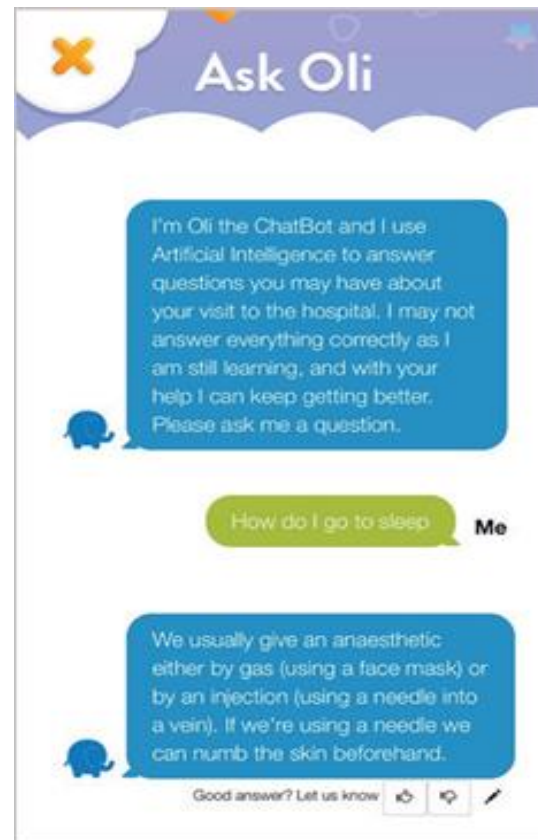 Ask Oli
I'm Oli the ChatBot and I use
Artificial Intelligence to answer
questions you may have about
your visit to the hospital. I may not
answer everything correctly as I
am still learning, and with your
help I can keep getting better.
Please ask me a question.
How do I go to sleep
Me
We usually give an anaesthetic
either by gas (using a face mask) or
by an injection (using a needle into
a vein). If we're using a needle we
can numb the skin beforehand.
Good answer? Let us know